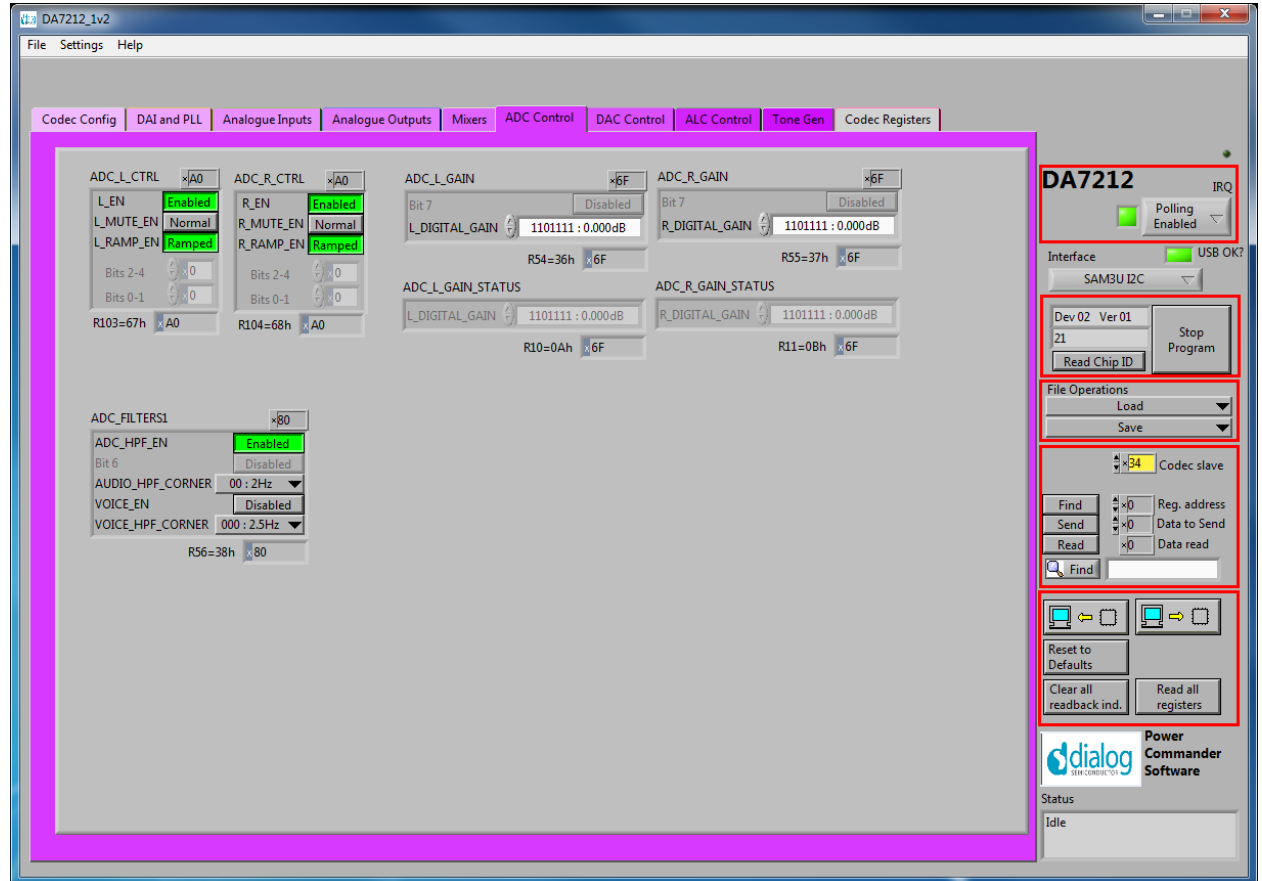 DA7212_1v2
File Settings Help
Codec Config DAI and PLL Analogue Inputs Analogue Outputs Mixers ADC Control DAC Control ALC Control Tone Gen Codec Registers
ADC_L_CTRL ×A0
L_EN Enabled
L_MUTE_EN Normal
L_RAMP_EN Ramped
Bits 2-4 x0
Bits 0-1 x0
R103=67h x A0
ADC_R_CTRL ×A0
R_EN Enabled
R_MUTE_EN Normal
R_RAMP_EN Ramped
Bits 2-4 x0
Bits 0-1 x0
R104=68h x A0
ADC_L_GAIN ×6F
Bit 7 Disabled
L_DIGITAL_GAIN 1101111 : 0.000dB
R54=36h x 6F
ADC_R_GAIN ×6F
Bit 7 Disabled
R_DIGITAL_GAIN 1101111 : 0.000dB
R55=37h x 6F
ADC_L_GAIN_STATUS
L_DIGITAL_GAIN 1101111 : 0.000dB
R10=0Ah x 6F
ADC_R_GAIN_STATUS
R_DIGITAL_GAIN 1101111 : 0.000dB
R11=0Bh x 6F
ADC_FILTERS1 ×80
ADC_HPF_EN Enabled
Bit 6 Disabled
AUDIO_HPF_CORNER 00 : 2Hz
VOICE_EN Disabled
VOICE_HPF_CORNER 000 : 2.5Hz
R56=38h x 80
DA7212 IRQ
Polling
Enabled
Interface USB OK?
SAM3U I2C
Dev 02 Ver 01
21
Read Chip ID
Stop
Program
File Operations
Load
Save
×34 Codec slave
Find ×0 Reg. address
Send ×0 Data to Send
Read ×0 Data read
Find
Reset to
Defaults
Clear all
readback ind.
Read all
registers
dialog
SEMICONDUCTOR
Power
Commander
Software
Status
Idle